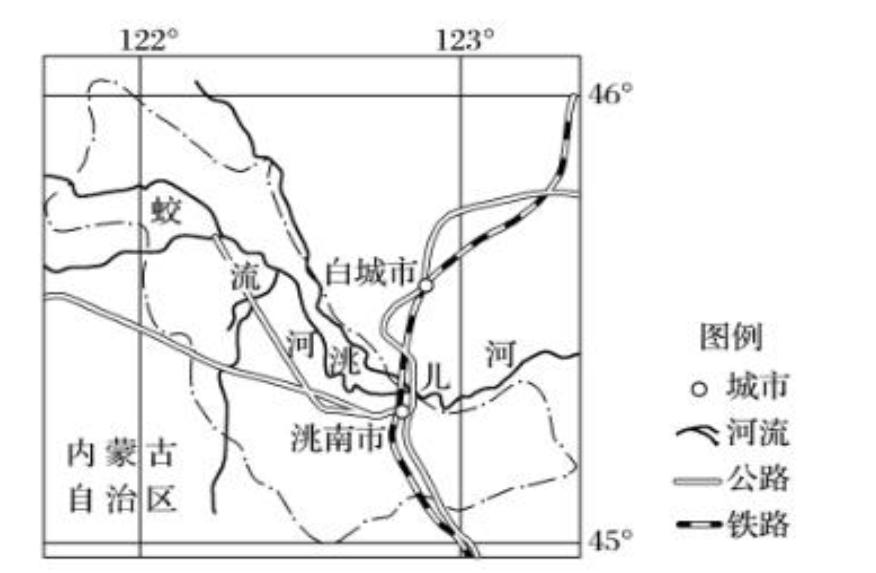 122°
123°
46°
蛟
流
河
白城市
洮
儿
河
洮南市
内蒙古
自治区
45°
图例
城市
河流
公路
铁路